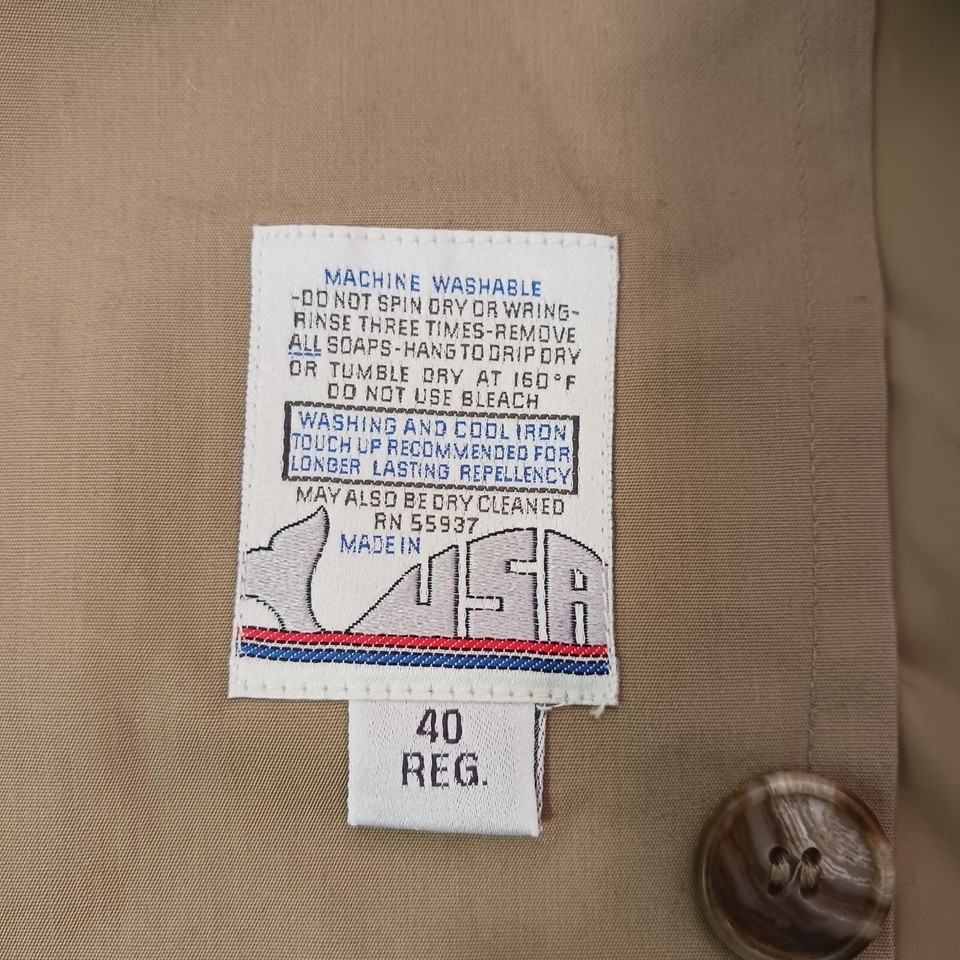 MACHINE WASHABLE
-DO NOT SPIN DRY OR WRING-
RINSE THREE TIMES-REMOVE
ALL SOAPS-HANG TO DRIP DRY
OR TUMBLE DRY AT 160°F
DO NOT USE BLEACH
WASHING AND COOL IRON
TOUCH UP RECOMMENDED FOR
LONGER LASTING REPELLENCY
MAY ALSO BE DRY CLEANED
RN 55937
MADE IN
USA
40
REG.